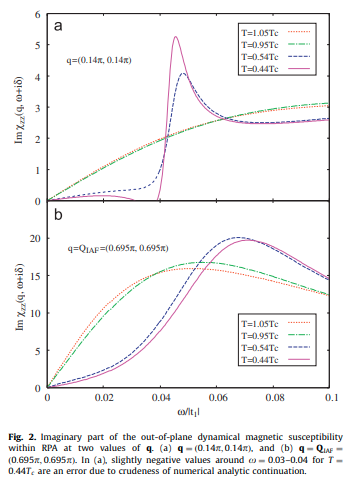 a
6
5
4
3
2
1
0
Im χzz(q, ω+iδ)
q=(0.14π, 0.14π)
T=1.05Tc
T=0.95Tc
T=0.54Tc
T=0.44Tc
b
20
15
10
5
0
Im χzz(q, ω+iδ)
q=QIAF=(0.695π, 0.695π)
T=1.05Tc
T=0.95Tc
T=0.54Tc
T=0.44Tc
0 0.02 0.04 0.06 0.08 0.1
ω/|t1|
Fig. 2. Imaginary part of the out-of-plane dynamical magnetic susceptibility
within RPA at two values of q. (a) q = (0.14π, 0.14π), and (b) q = QIAF =
(0.695π, 0.695π). In (a), slightly negative values around ω = 0.03–0.04 for T =
0.44Tc are an error due to crudeness of numerical analytic continuation.